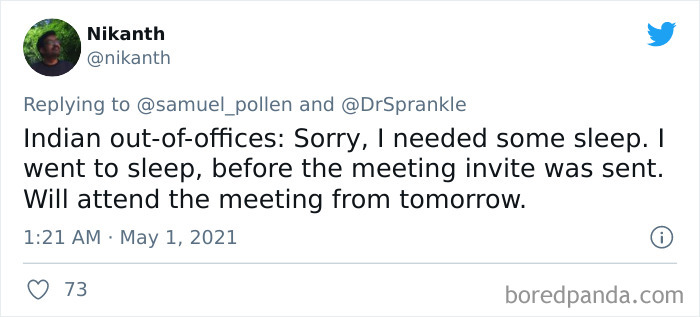 Nikanth
@nikanth
Replying to @samuel_pollen and @DrSprankle
Indian out-of-offices: Sorry, I needed some sleep. I
went to sleep, before the meeting invite was sent.
Will attend the meeting from tomorrow.
1:21 AM · May 1, 2021
73
boredpanda.com